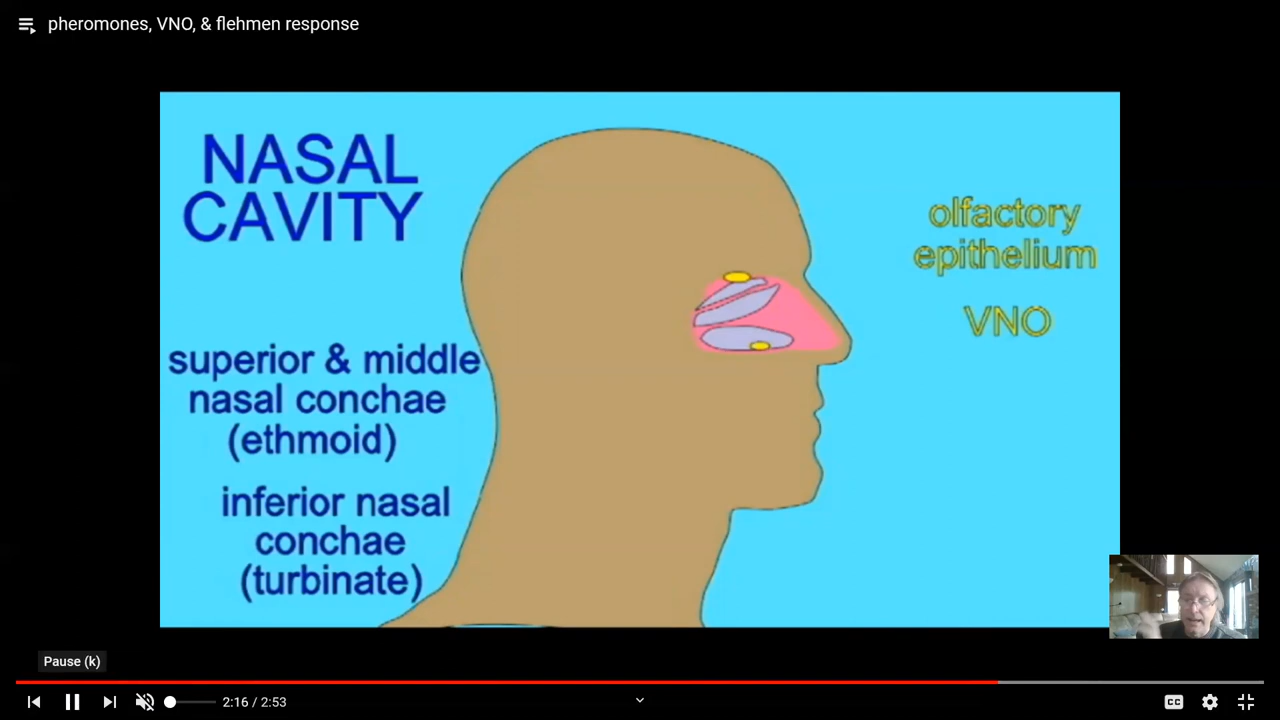 pheromones, VNO, & flehmen response
NASAL
CAVITY
olfactory
epithelium
VNO
superior & middle
nasal conchae
(ethmoid)
inferior nasal
conchae
(turbinate)
Pause (k)
2:16 / 2:53
CC